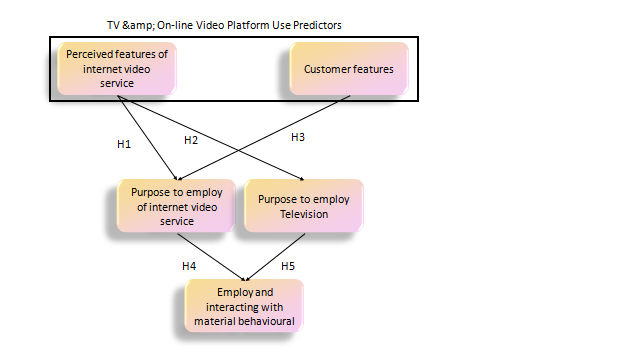 TV &amp; On-line Video Platform Use Predictors
Perceived features of
internet video
service
Customer features
H1
H2
H3
Purpose to employ
of internet video
service
Purpose to employ
Television
H4
H5
Employ and
interacting with
material behavioural